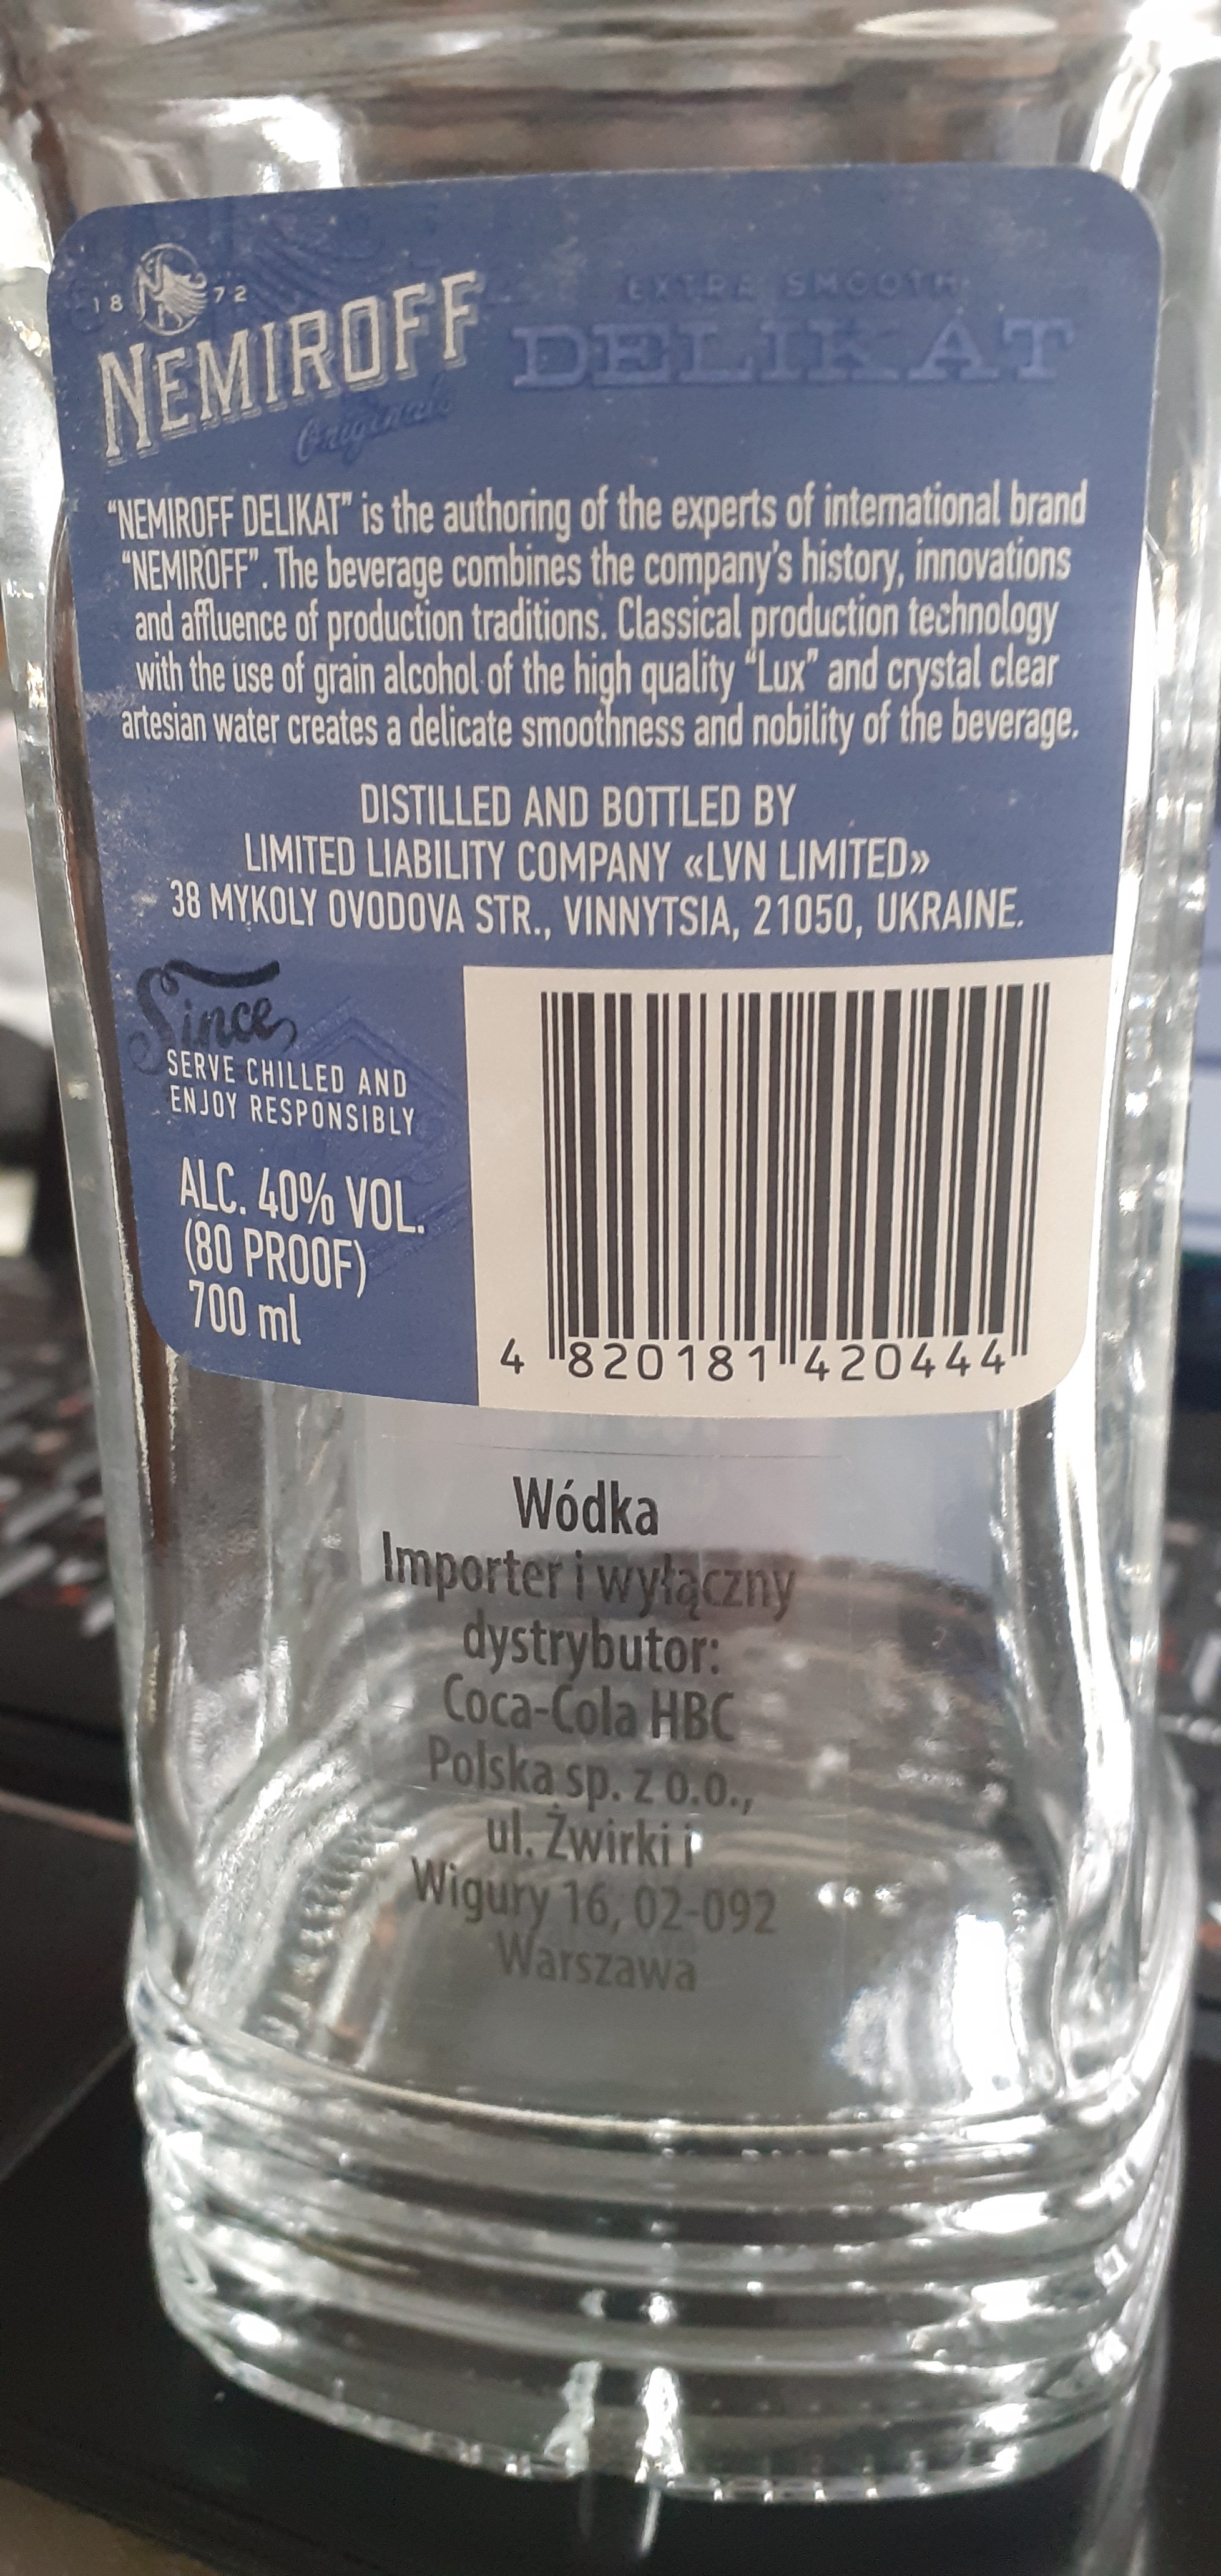 18 72
NEMIROFF
Originals
EXTRA SMOOTH
DELIKAT
“NEMIROFF DELIKAT” is the authoring of the experts of international brand
“NEMIROFF”. The beverage combines the company’s history, innovations
and affluence of production traditions. Classical production technology
with the use of grain alcohol of the high quality “Lux” and crystal clear
artesian water creates a delicate smoothness and nobility of the beverage.
DISTILLED AND BOTTLED BY
LIMITED LIABILITY COMPANY «LVN LIMITED»
38 MYKOLY OVODOVA STR., VINNYTSIA, 21050, UKRAINE.
Since
SERVE CHILLED AND
ENJOY RESPONSIBLY
ALC. 40% VOL.
(80 PROOF)
700 ml
4 820181 420444
Wódka
Importer i wyłączny
dystrybutor:
Coca-Cola HBC
Polska sp. z o.o.,
ul. Żwirki i
Wigury 16, 02-092
Warszawa